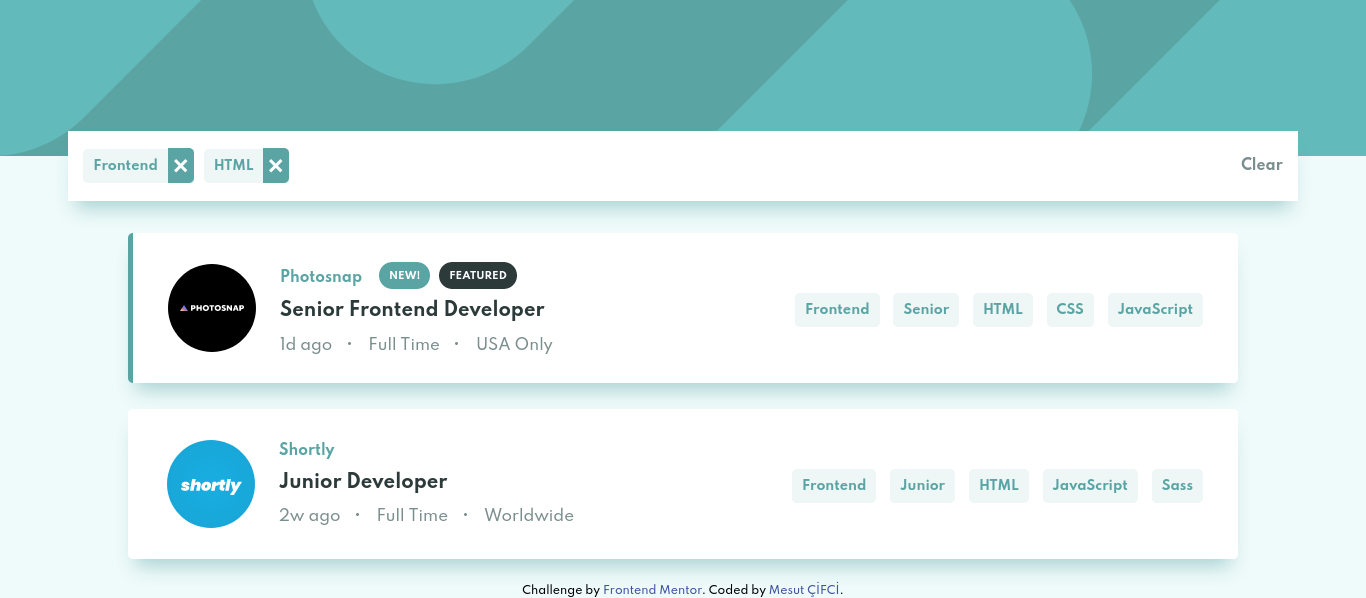 Frontend HTML Clear
Photosnap NEW! FEATURED
PHOTOSNAP
Senior Frontend Developer
1d ago • Full Time • USA Only
Frontend Senior HTML CSS JavaScript
Shortly
shortly
Junior Developer
2w ago • Full Time • Worldwide
Frontend Junior HTML JavaScript Sass
Challenge by Frontend Mentor. Coded by Mesut ÇİFCİ.